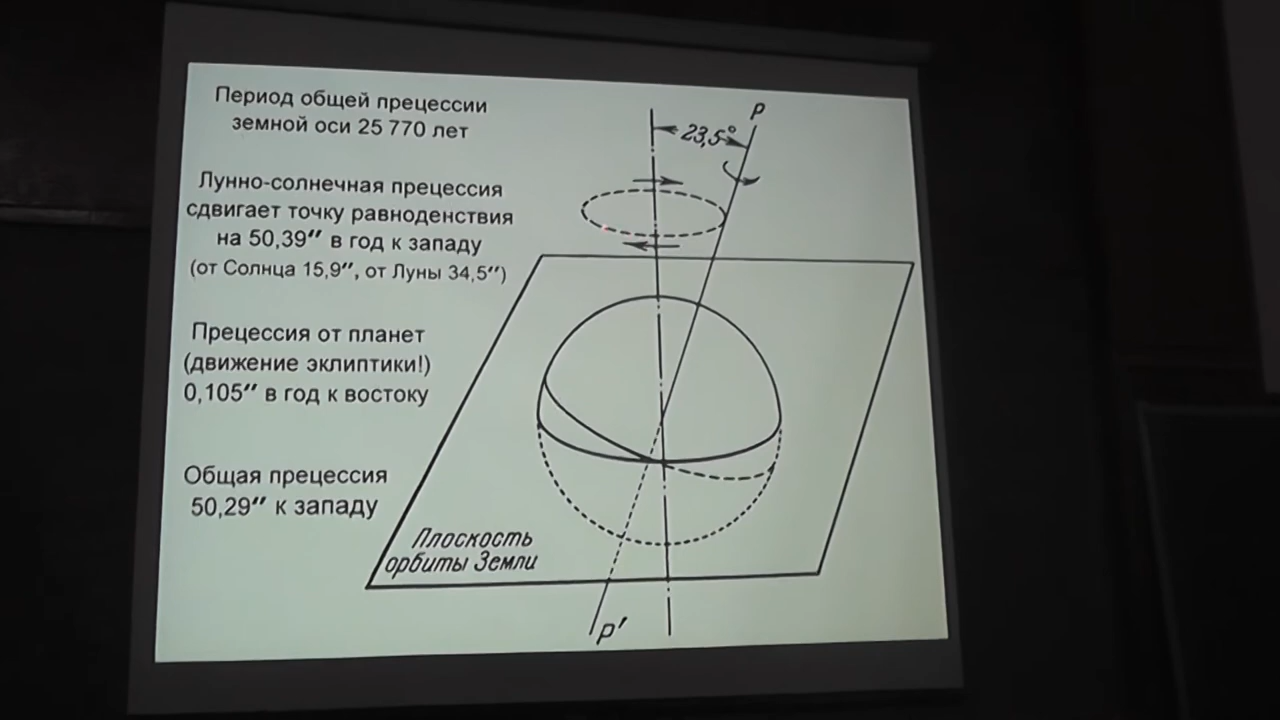 Период общей прецессии
земной оси 25 770 лет
Лунно-солнечная прецессия
сдвигает точку равноденствия
на 50,39″ в год к западу
(от Солнца 15,9″, от Луны 34,5″)
Прецессия от планет
(движение эклиптики!)
0,105″ в год к востоку
Общая прецессия
50,29″ к западу
P
23,5°
Плоскость
орбиты Земли
P′